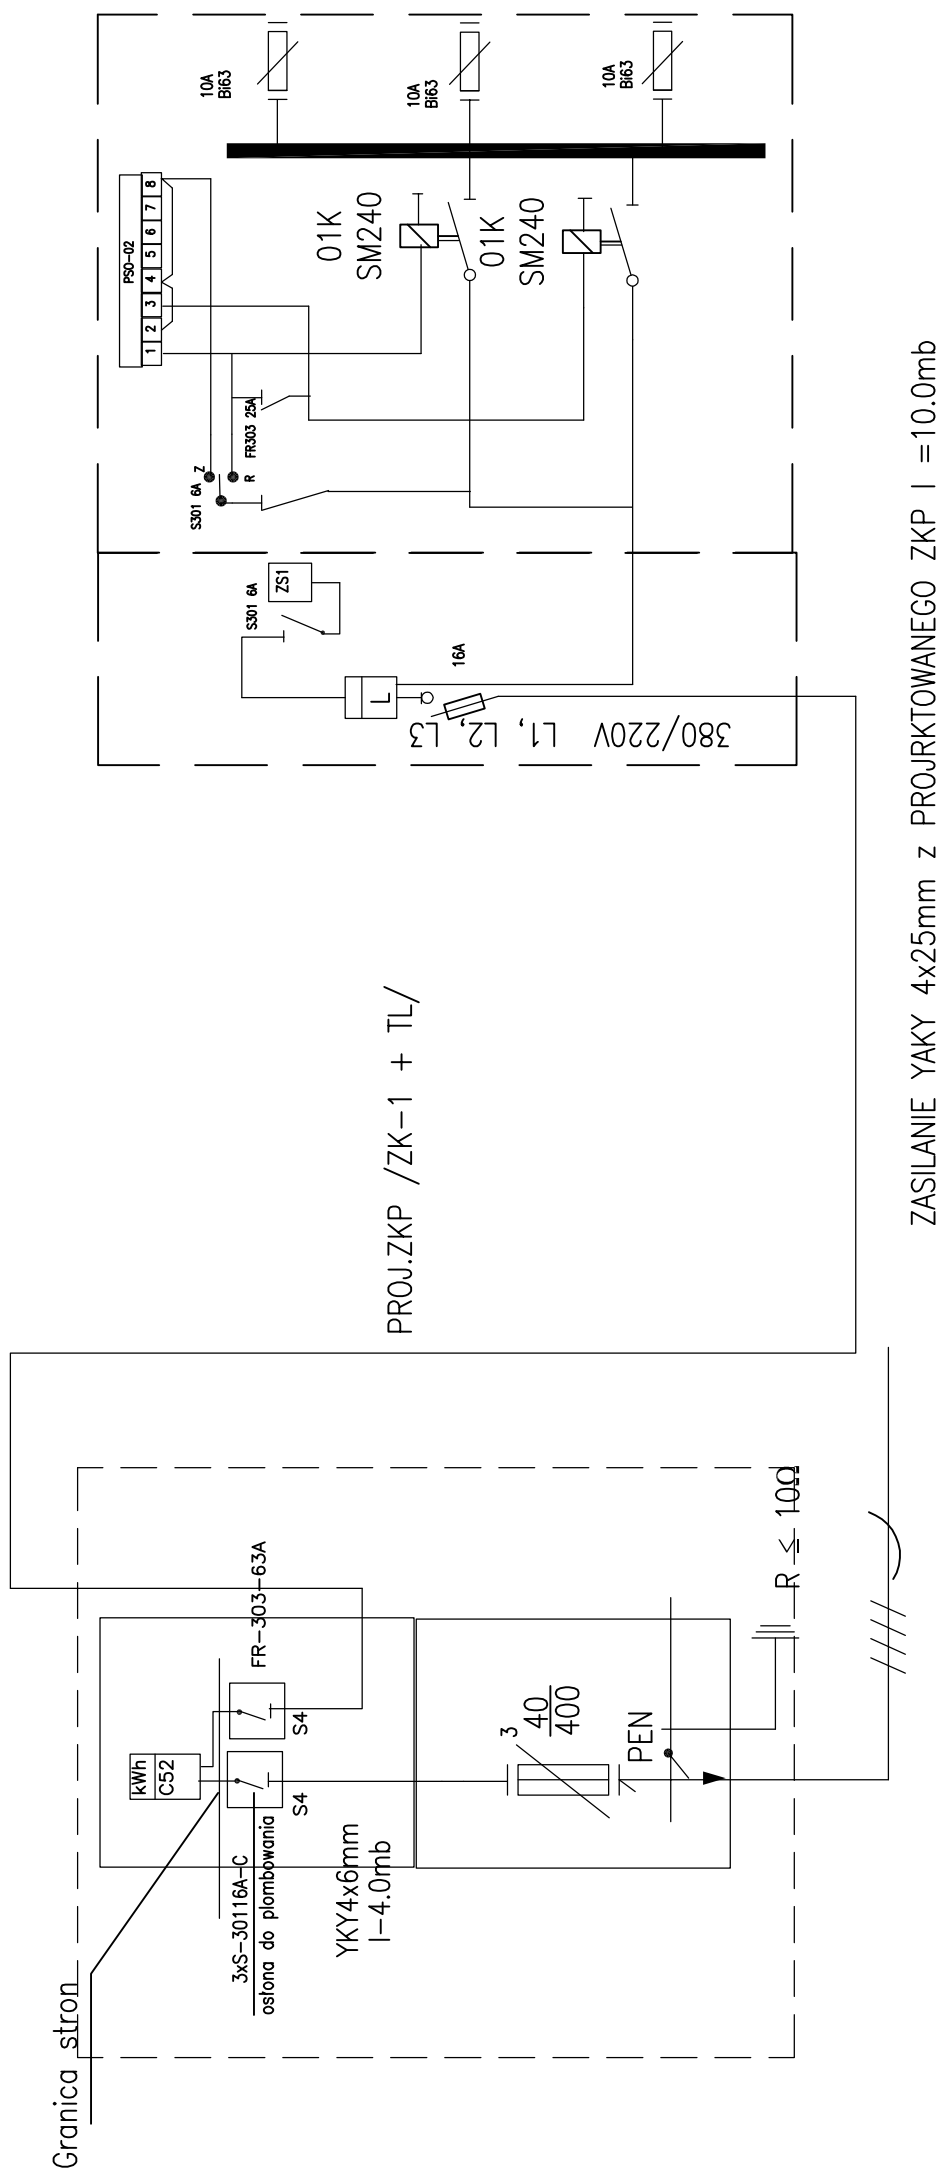 10A
Bi63
10A
Bi63
10A
Bi63
PSO-02
1 2 3 4 5 6 7 8
01K
SM240
01K
SM240
FR303 25A
S301 6A
Z
R
S301 6A
ZS1
16A
L
380/220V L1, L2, L3
PROJ.ZKP /ZK-1 + TL/
ZASILANIE YAKY 4x25mm z PROJRKTOWANEGO ZKP l =10.0mb
FR-303-63A
S4
S4
kWh
C52
3xS-30116A-C
osłona do plombowania
YKY4x6mm
l-4.0mb
3
40
400
PEN
R ≤ 10Ω
Granica stron